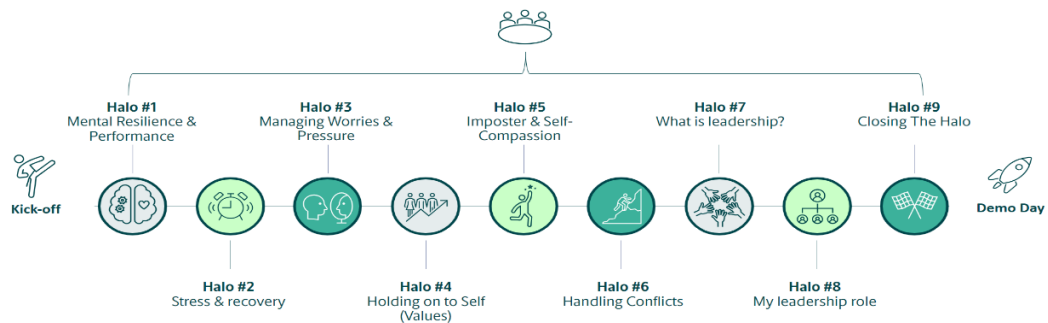 Halo #1
Mental Resilience &
Performance
Halo #3
Managing Worries &
Pressure
Halo #5
Imposter & Self-
Compassion
Halo #7
What is leadership?
Halo #9
Closing The Halo
Kick-off
Demo Day
Halo #2
Stress & recovery
Halo #4
Holding on to Self
(Values)
Halo #6
Handling Conflicts
Halo #8
My leadership role